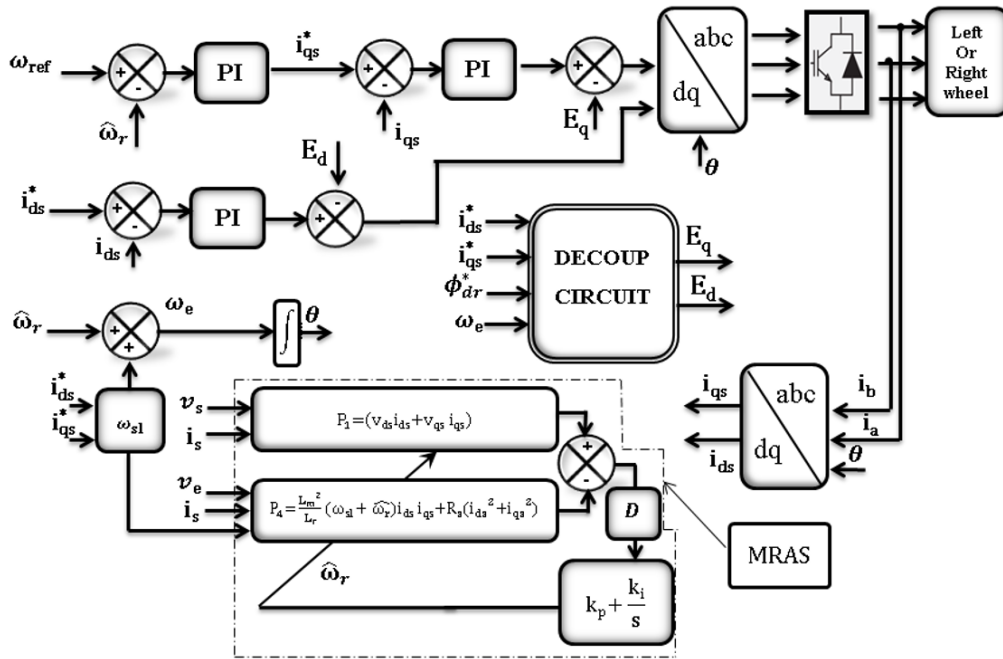 ω_ref
+
-
PI
i*_qs
+
-
PI
+
-
abc
dq
Left
Or
Right
wheel
ω̂_r
i_qs
E_q
θ
E_d
i*_ds
+
-
PI
+
-
i_ds
i*_ds
i*_qs
ϕ*_dr
ω_e
DECOUP
CIRCUIT
E_q
E_d
ω̂_r
+
+
ω_e
∫
θ
i*_ds
i*_qs
ω_sl
v_s
i_s
P₁=(v_ds i_ds+v_qs i_qs)
+
-
v_e
i_s
P₄=L_m²/L_r (ω_sl + ω̂_r)i_ds i_qs+R_s(i_ds²+i_qs²)
D
ω̂_r
k_p + k_i/s
MRAS
i_qs
i_ds
abc
dq
i_b
i_a
θ